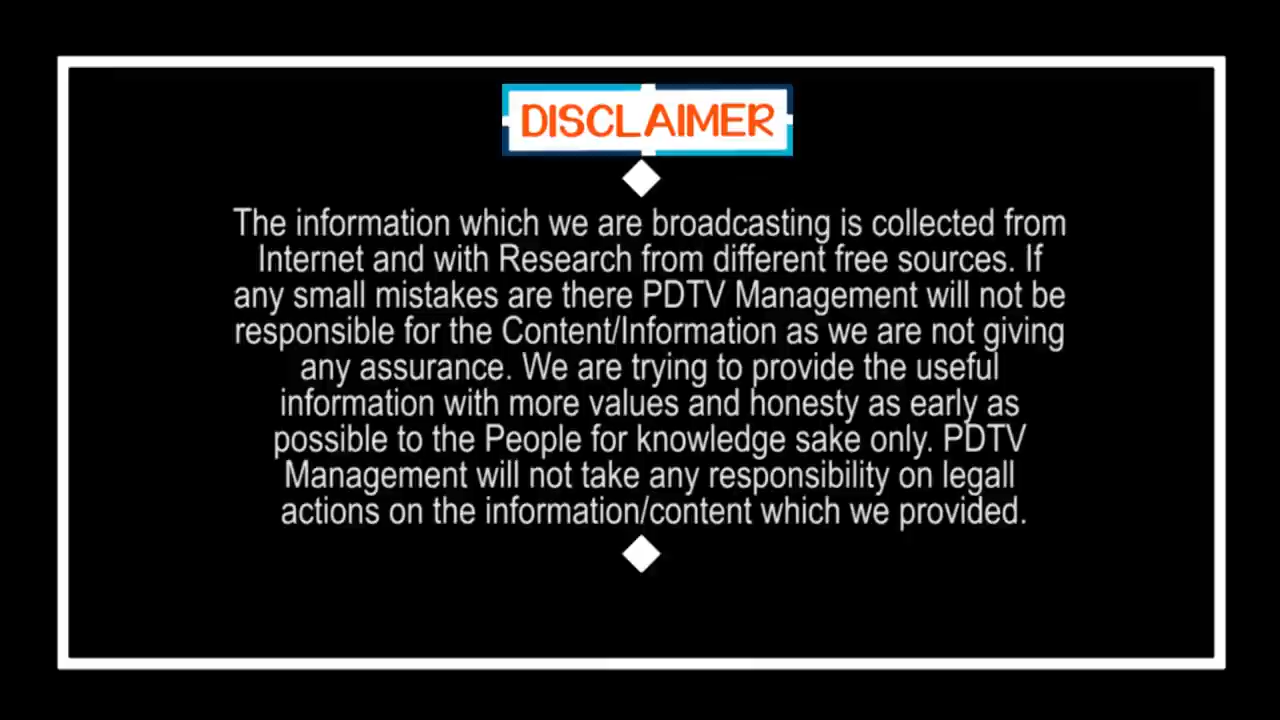 DISCLAIMER
The information which we are broadcasting is collected from
Internet and with Research from different free sources. If
any small mistakes are there PDTV Management will not be
responsible for the Content/Information as we are not giving
any assurance. We are trying to provide the useful
information with more values and honesty as early as
possible to the People for knowledge sake only. PDTV
Management will not take any responsibility on legall
actions on the information/content which we provided.